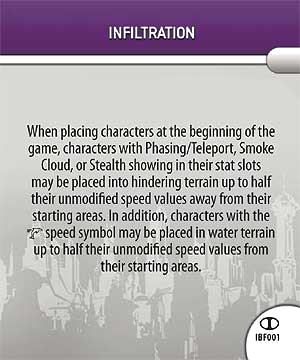 INFILTRATION
When placing characters at the beginning of the
game, characters with Phasing/Teleport, Smoke
Cloud, or Stealth showing in their stat slots
may be placed into hindering terrain up to half
their unmodified speed values away from their
starting areas. In addition, characters with the
speed symbol may be placed in water terrain
up to half their unmodified speed values from
their starting areas.
IBF001